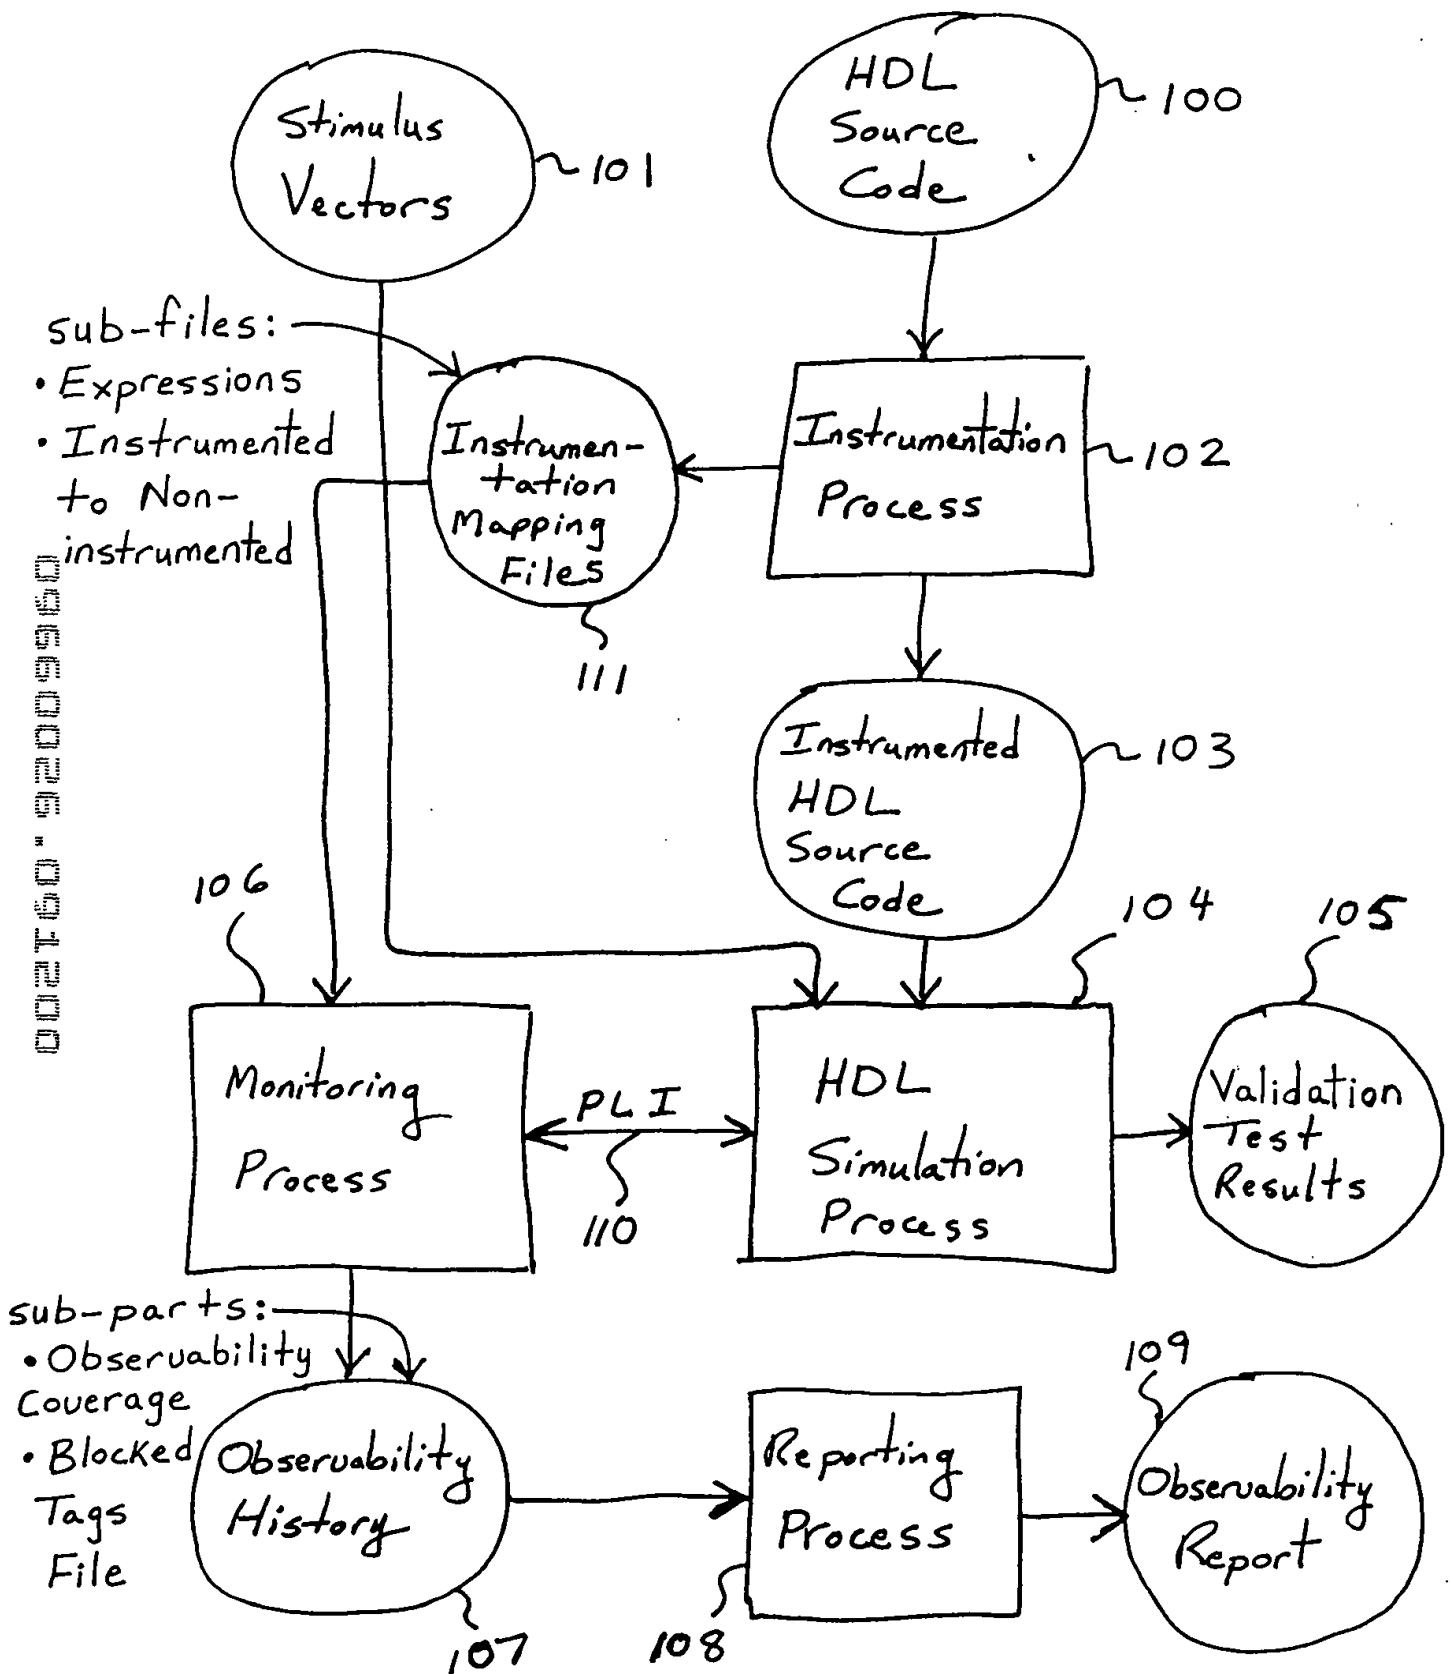 HDL
Source
Code
100
Stimulus
Vectors
101
sub-files:
• Expressions
• Instrumented
to Non-
instrumented
Instrumen-
tation
Mapping
Files
111
Instrumentation
Process
102
Instrumented
HDL
Source
Code
103
09660026.091200
106
104
105
Monitoring
Process
PLI
110
HDL
Simulation
Process
Validation
Test
Results
sub-parts:
• Observability
Coverage
• Blocked
Tags
File
Observability
History
107
Reporting
Process
108
109
Observability
Report